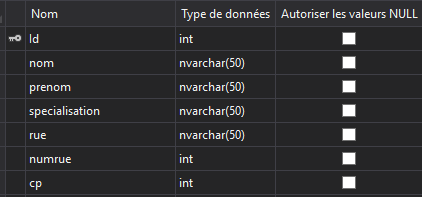 Nom Type de données Autoriser les valeurs NULL
Id int
nom nvarchar(50)
prenom nvarchar(50)
specialisation nvarchar(50)
rue nvarchar(50)
numrue int
cp int